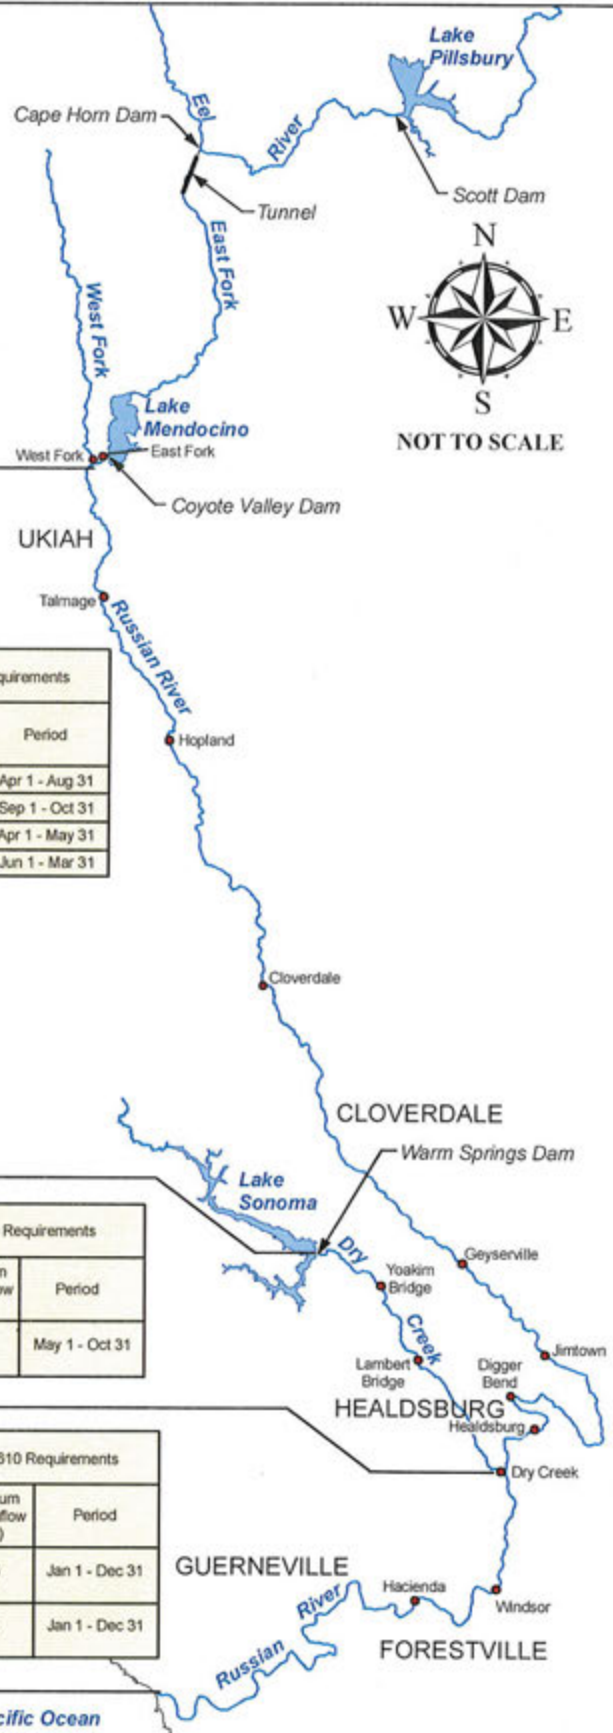 Lake
Pillsbury
Eel
Cape Horn Dam
River
Scott Dam
Tunnel
East Fork
N
W
E
S
NOT TO SCALE
West Fork
Lake
Mendocino
West Fork
East Fork
Coyote Valley Dam
UKIAH
Talmage
Russian River
quirements
Period
Hopland
Apr 1 - Aug 31
Sep 1 - Oct 31
Apr 1 - May 31
Jun 1 - Mar 31
Cloverdale
CLOVERDALE
Warm Springs Dam
Lake
Sonoma
Requirements
Dry
Creek
Geyserville
Yoakim
Bridge
Period
May 1 - Oct 31
Jimtown
Lambert
Bridge
Digger
Bend
HEALDSBURG
Healdsburg
610 Requirements
Dry Creek
um
flow
)
Period
Jan 1 - Dec 31
GUERNEVILLE
Hacienda
Windsor
Jan 1 - Dec 31
Russian
River
FORESTVILLE
cific Ocean